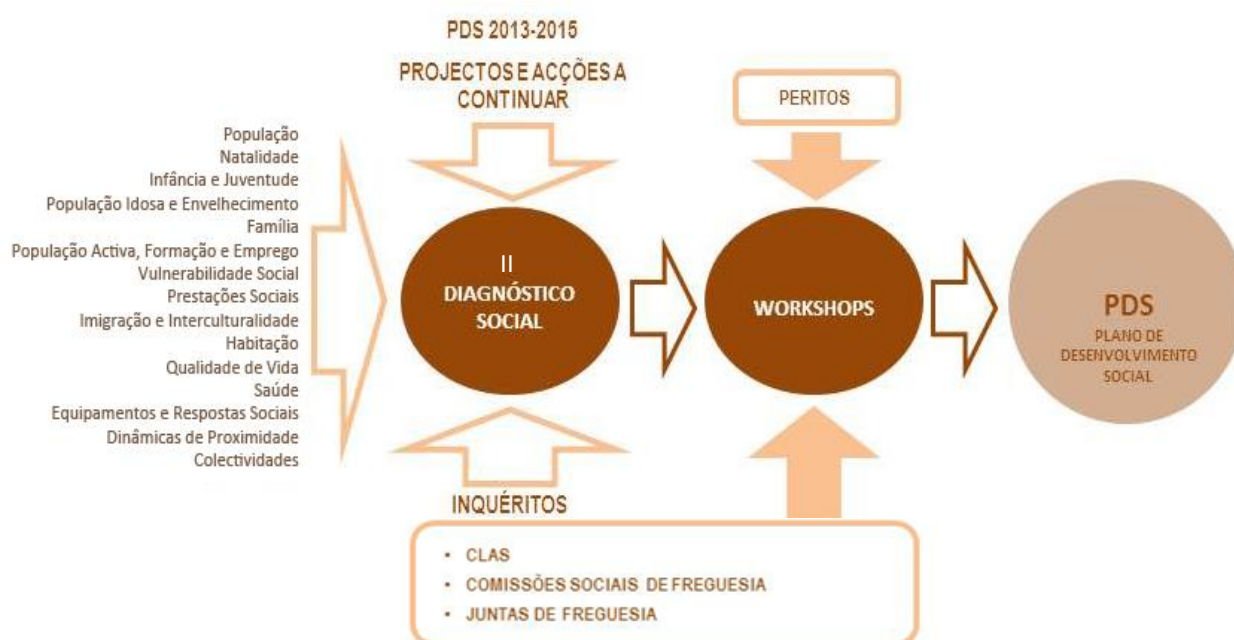 PDS 2013-2015
PROJECTOS E ACÇÕES A
CONTINUAR
PERITOS
População
Natalidade
Infância e Juventude
População Idosa e Envelhecimento
Família
População Activa, Formação e Emprego
Vulnerabilidade Social
Prestações Sociais
Imigração e Interculturalidade
Habitação
Qualidade de Vida
Saúde
Equipamentos e Respostas Sociais
Dinâmicas de Proximidade
Colectividades
II
DIAGNÓSTICO
SOCIAL
WORKSHOPS
PDS
PLANO DE
DESENVOLVIMENTO
SOCIAL
INQUÉRITOS
• CLAS
• COMISSÕES SOCIAIS DE FREGUESIA
• JUNTAS DE FREGUESIA